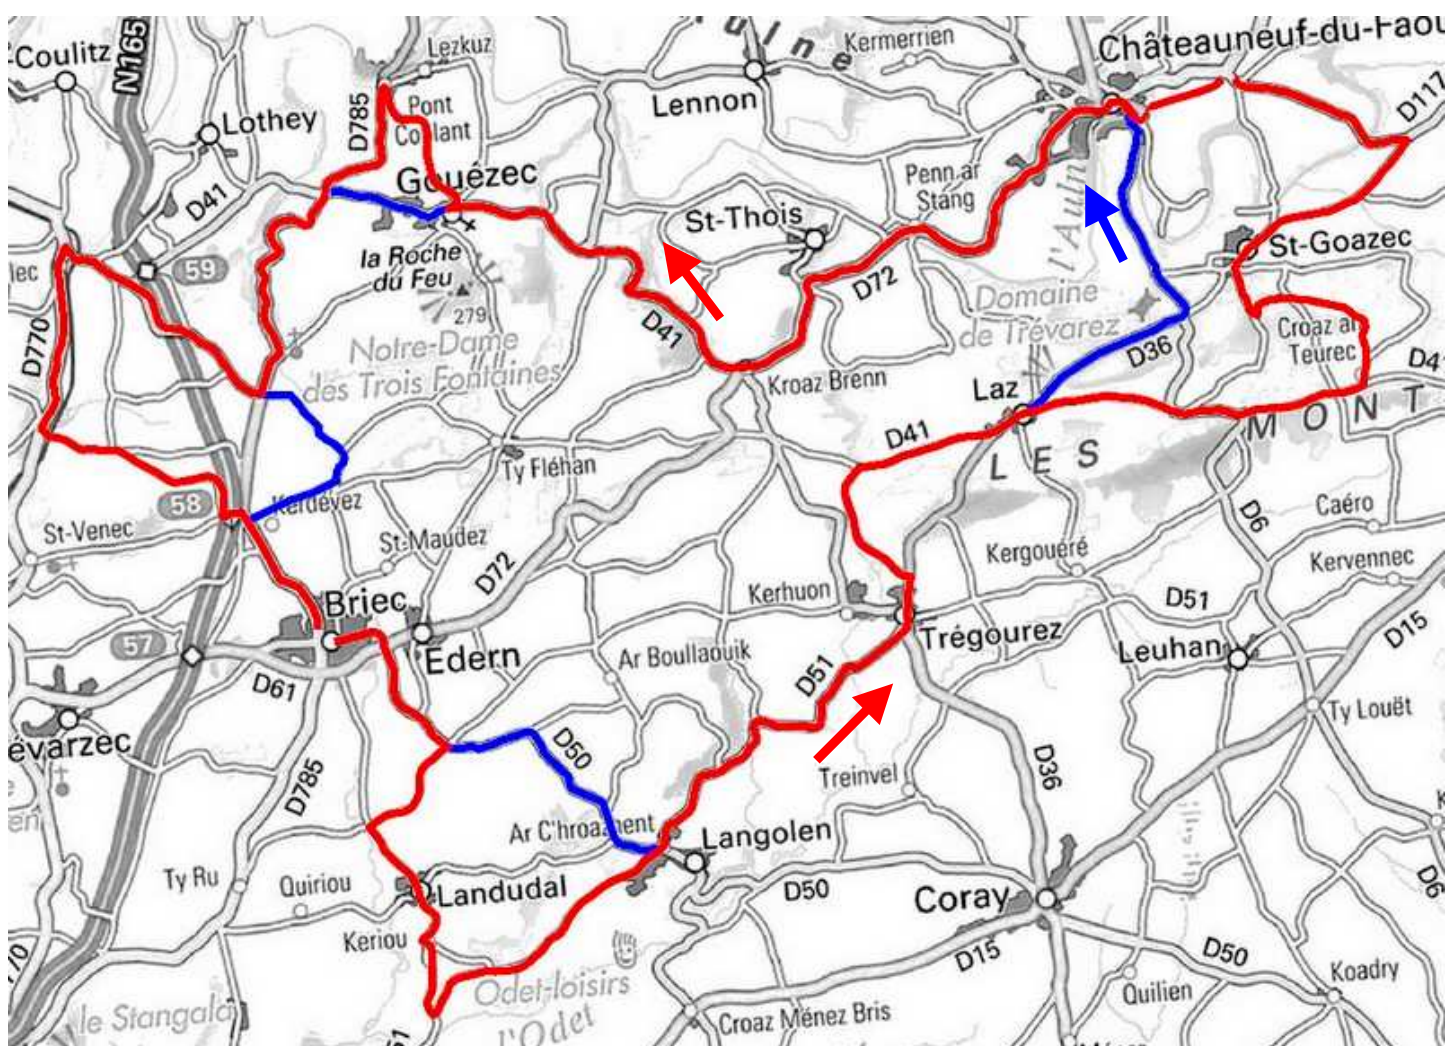 Coulitz
N165
Lezkuz
Kermerrien
Châteauneuf-du-Faou
Lothey
D785
Pont
Coblant
Lennon
D117
D41
Gouézec
Penn ar
Stang
l'Aulne
St-Thois
St-Goazec
59
la Roche
du Feu
279
D72
Domaine
de Trévarez
D770
Notre-Dame
des Trois Fontaines
D41
Croaz ar
Teurec
D36
Kroaz Brenn
Laz
D41
LES
MONT
Ty Fléhan
58
Kerdévez
St-Venec
St-Maudez
D72
D6
Caéro
Kergouéré
Kervennec
Briec
Kerhuon
D51
D15
57
Edern
Ar Boullaouik
Trégourez
Leuhan
D61
D51
Ty Louët
évarzec
D50
D785
D36
Treinvel
Ar C'hroazhent
Langolen
Ty Ru
Quiriou
Landudal
D50
Coray
D6
Keriou
D15
D50
Koadry
Odet-loisirs
l'Odet
Quilien
le Stangala
Croaz Ménez Bris